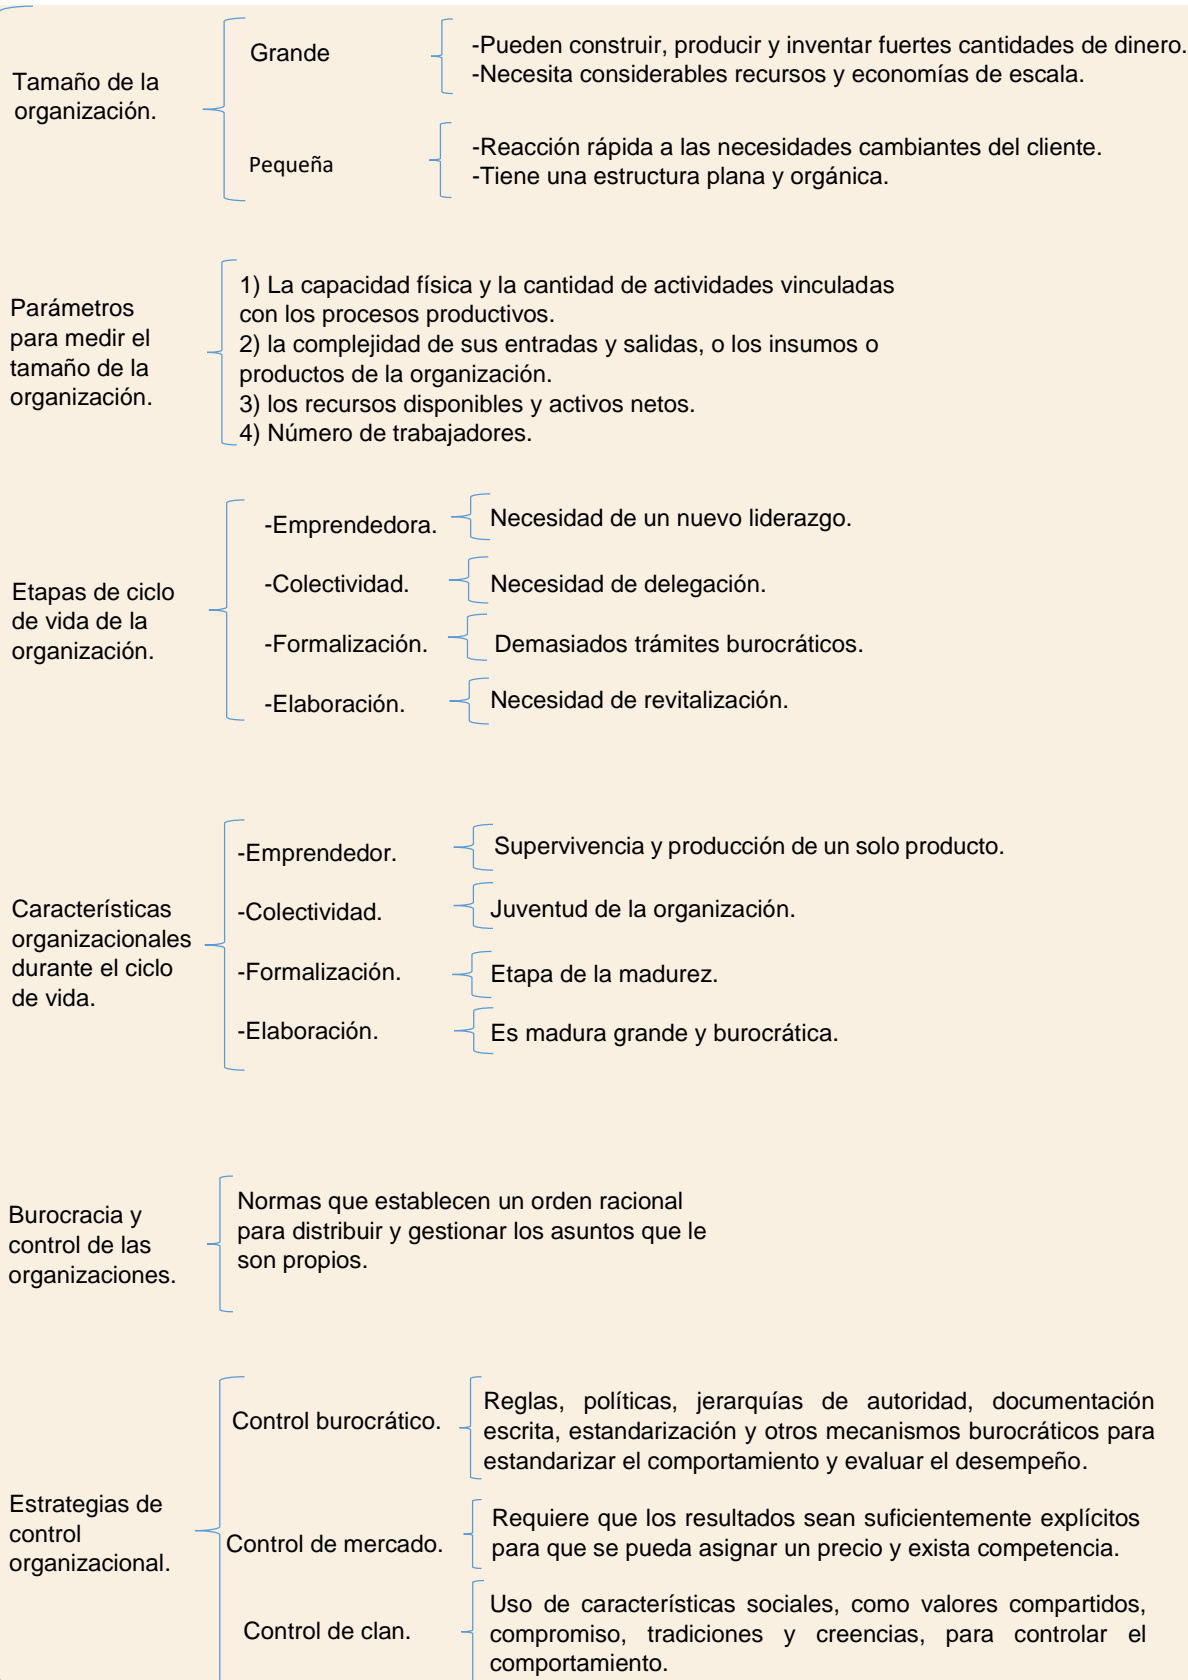 Tamaño de la
organización.
Grande
-Pueden construir, producir y inventar fuertes cantidades de dinero.
-Necesita considerables recursos y economías de escala.
Pequeña
-Reacción rápida a las necesidades cambiantes del cliente.
-Tiene una estructura plana y orgánica.
Parámetros
para medir el
tamaño de la
organización.
1) La capacidad física y la cantidad de actividades vinculadas
con los procesos productivos.
2) la complejidad de sus entradas y salidas, o los insumos o
productos de la organización.
3) los recursos disponibles y activos netos.
4) Número de trabajadores.
Etapas de ciclo
de vida de la
organización.
-Emprendedora.
Necesidad de un nuevo liderazgo.
-Colectividad.
Necesidad de delegación.
-Formalización.
Demasiados trámites burocráticos.
-Elaboración.
Necesidad de revitalización.
Características
organizacionales
durante el ciclo
de vida.
-Emprendedor.
Supervivencia y producción de un solo producto.
-Colectividad.
Juventud de la organización.
-Formalización.
Etapa de la madurez.
-Elaboración.
Es madura grande y burocrática.
Burocracia y
control de las
organizaciones.
Normas que establecen un orden racional
para distribuir y gestionar los asuntos que le
son propios.
Estrategias de
control
organizacional.
Control burocrático.
Reglas, políticas, jerarquías de autoridad, documentación
escrita, estandarización y otros mecanismos burocráticos para
estandarizar el comportamiento y evaluar el desempeño.
Control de mercado.
Requiere que los resultados sean suficientemente explícitos
para que se pueda asignar un precio y exista competencia.
Control de clan.
Uso de características sociales, como valores compartidos,
compromiso, tradiciones y creencias, para controlar el
comportamiento.